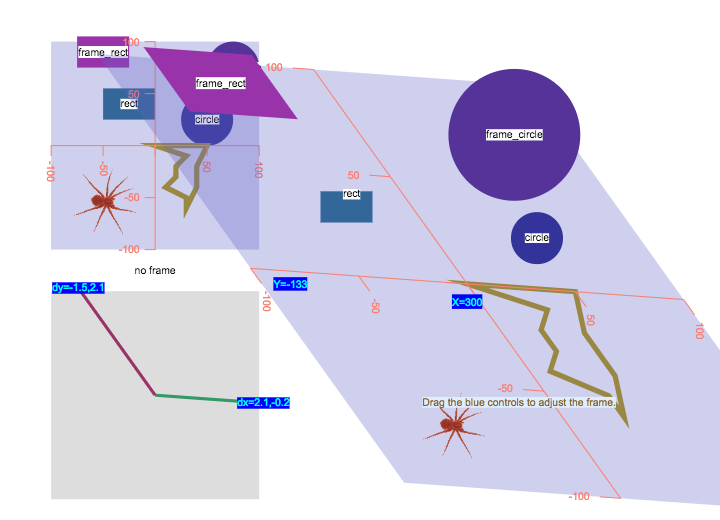 100
frame_rect
100
frame_rect
50
rect
circle
frame_circle
50
rect
-100
-50
50
100
-50
circle
-100
no frame
Y=-133
-100
-50
X=300
50
100
dy=-1.5,2.1
-50
dx=2.1,-0.2
Drag the blue controls to adjust the frame.
-100